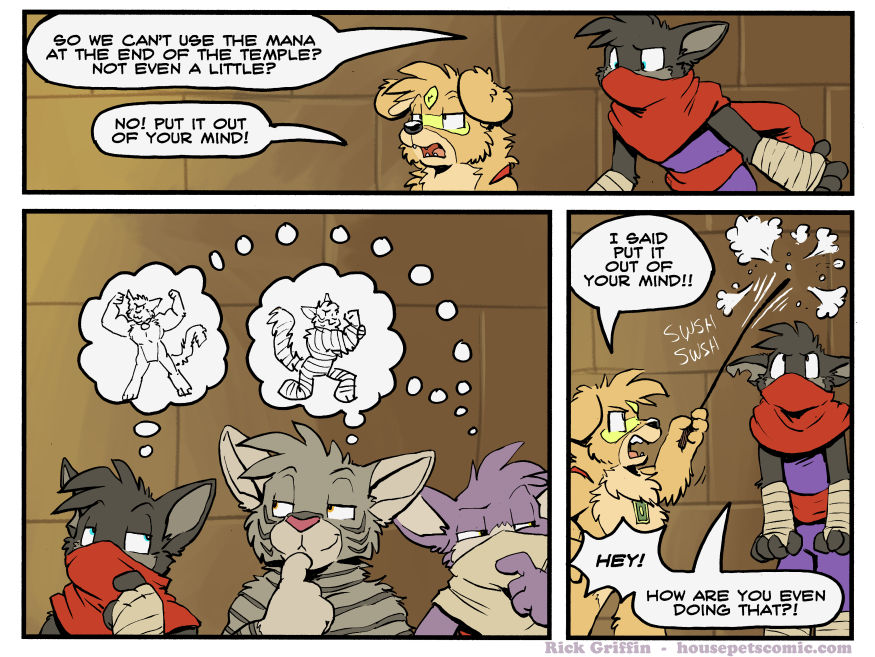 SO WE CAN'T USE THE MANA
AT THE END OF THE TEMPLE?
NOT EVEN A LITTLE?
NO! PUT IT OUT
OF YOUR MIND!
I SAID
PUT IT
OUT OF
YOUR MIND!!
SWSH
SWSH
HEY!
HOW ARE YOU EVEN
DOING THAT?!
Rick Griffin - housepetscomic.com